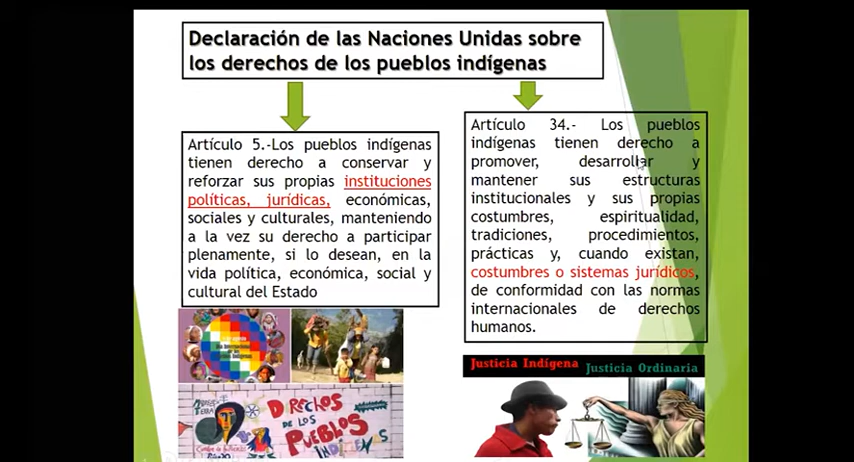 Declaración de las Naciones Unidas sobre
los derechos de los pueblos indígenas
Artículo 5.-Los pueblos indígenas
tienen derecho a conservar y
reforzar sus propias instituciones
políticas, jurídicas, económicas,
sociales y culturales, manteniendo
a la vez su derecho a participar
plenamente, si lo desean, en la
vida política, económica, social y
cultural del Estado
Artículo 34.- Los pueblos
indígenas tienen derecho a
promover, desarrollar y
mantener sus estructuras
institucionales y sus propias
costumbres, espiritualidad,
tradiciones, procedimientos,
prácticas y, cuando existan,
costumbres o sistemas jurídicos,
de conformidad con las normas
internacionales de derechos
humanos.
DERECHOS
DE LOS
PUEBLOS
INDÍGENAS
Justicia Indígena Justicia Ordinaria